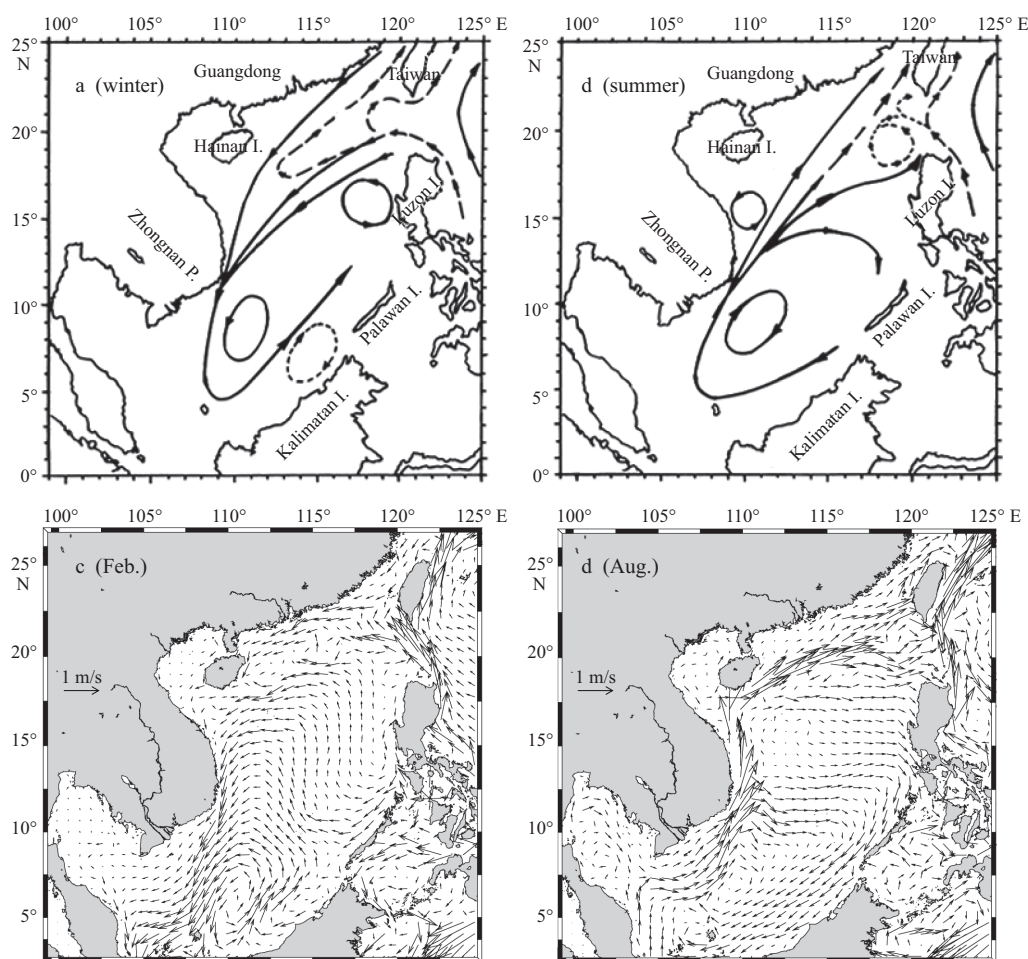 100° 105° 110° 115° 120° 125° E
25°
N
20°
15°
10°
5°
0°
a (winter)
Guangdong
Taiwan
Hainan I.
Luzon I.
Zhongnan P.
Palawan I.
Kalimatan I.
100° 105° 110° 115° 120° 125° E
25°
N
20°
15°
10°
5°
0°
d (summer)
Guangdong
Taiwan
Hainan I.
Luzon I.
Zhongnan P.
Palawan I.
Kalimatan I.
100° 105° 110° 115° 120° 125° E
25°
N
20°
15°
10°
5°
c (Feb.)
1 m/s
100° 105° 110° 115° 120° 125° E
25°
N
20°
15°
10°
5°
d (Aug.)
1 m/s